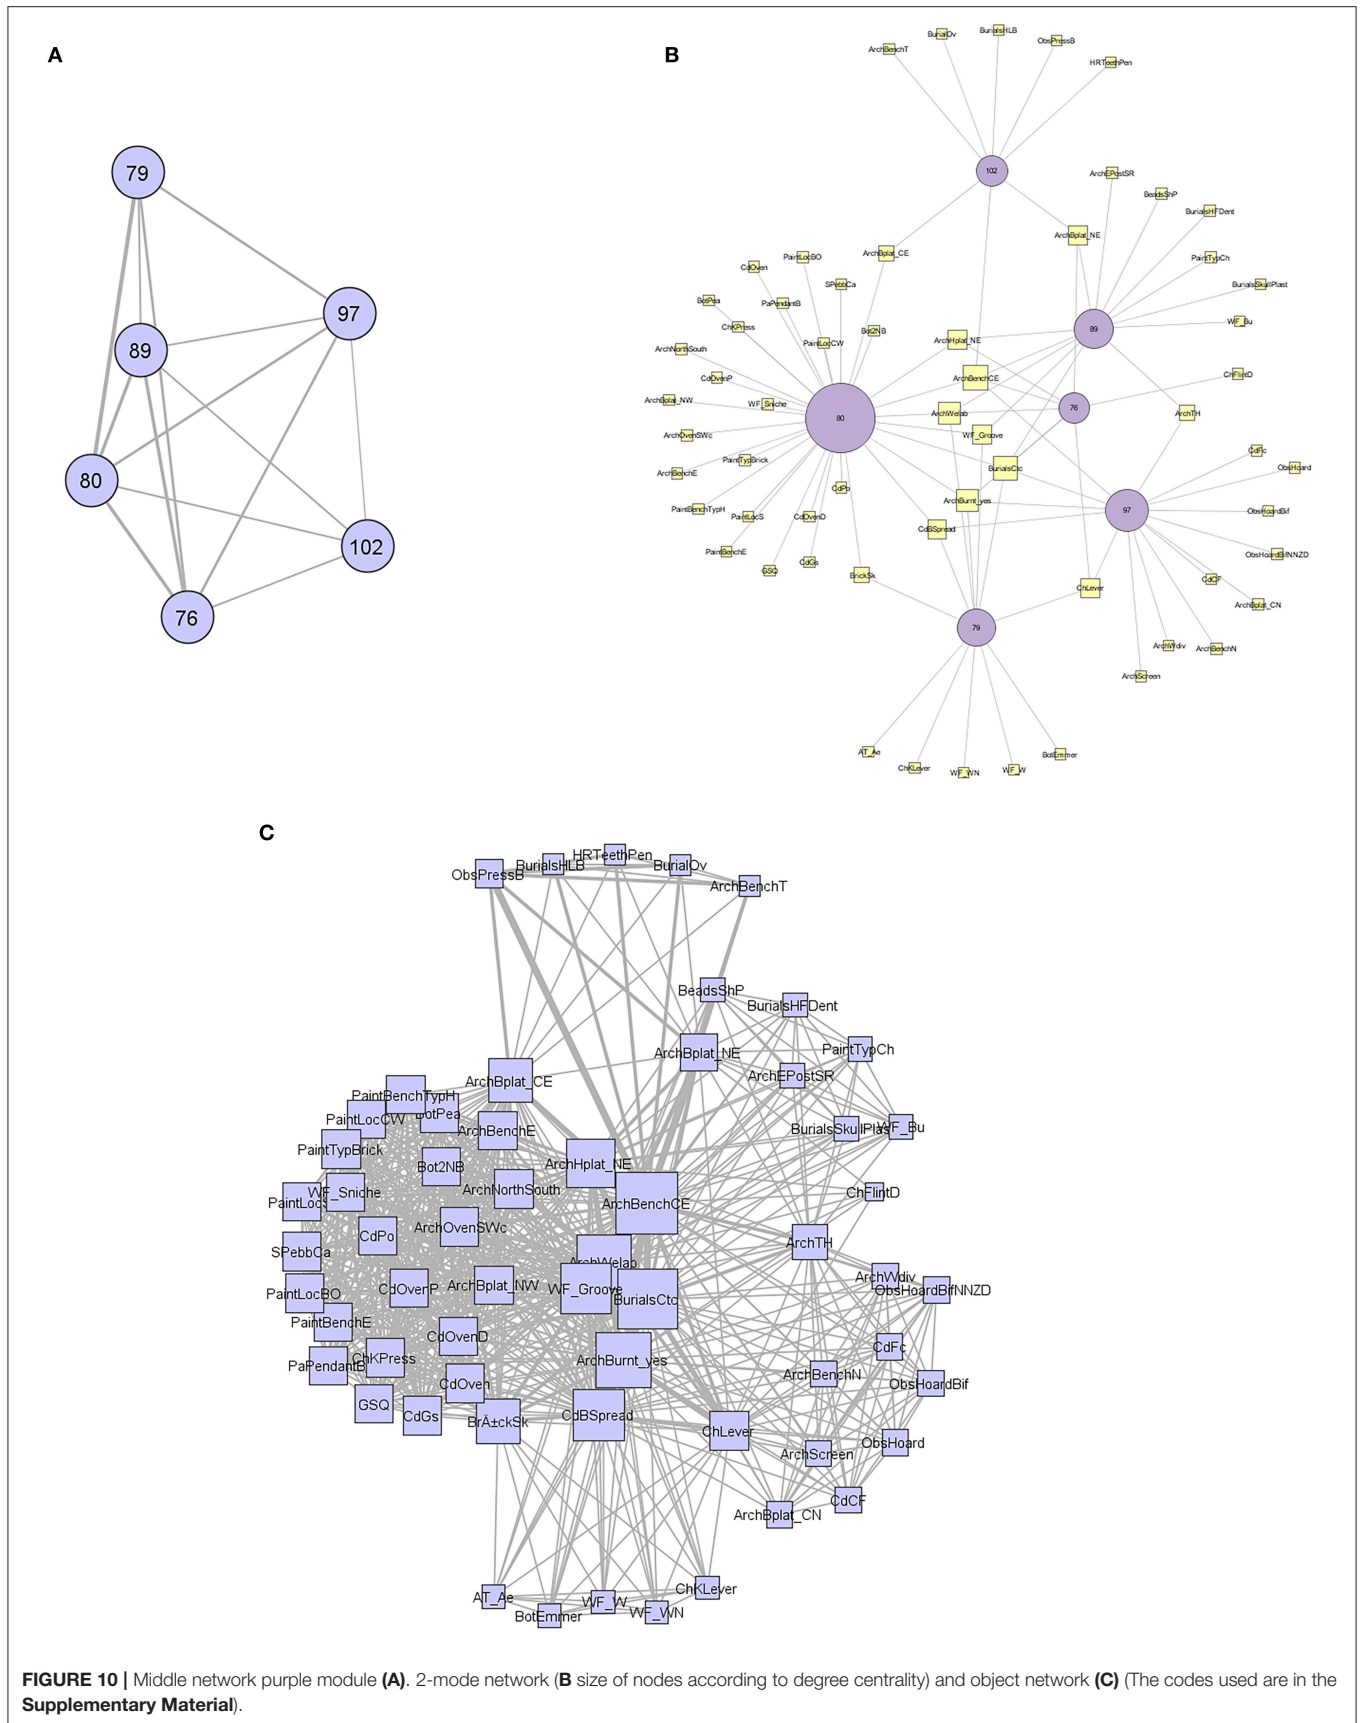 A
79
97
89
80
102
76
B
BurialsHLB
BurialOv
ObsPressB
ArchBenchT
HRTeethPen
102
ArchEPostSR
BeadsShP
BurialsHFDent
ArchBplat_NE
ArchBplat_CE
PaintLocBO
PaintTypCh
CdOven
SPebbCa
BurialsSkullPlast
BotPea
PaPendantB
WF_Bu
ChKPress
Bot2NB
89
PaintLocCW
ArchHplat_NE
ArchNorthSouth
ChFlintD
CdOvenP
ArchBenchCE
ArchBplat_NW
WF_Sniche
76
ArchWelab
ArchTH
80
ArchOvenSWc
WF_Groove
CdFc
PaintTypBrick
BurialsCtc
ObsHoard
ArchBenchE
CdPo
ArchBurnt_yes
PaintBenchTypH
PaintLocS
CdOvenD
97
ObsHoardBif
CdBSpread
PaintBenchE
ObsHoardBifNNZD
GSQ
CdGs
BrickSk
CdCF
ChLever
ArchBplat_CN
79
ArchWdiv
ArchBenchN
ArchScreen
AT_Ae
BotEmmer
ChKLever
WF_WN
WF_W
C
HRTeethPen
BurialsHLB
BurialOv
ObsPressB
ArchBenchT
BeadsShP
BurialsHFDent
ArchBplat_NE
PaintTypCh
ArchEPostSR
ArchBplat_CE
PaintBenchTypH
BotPea
PaintLocCW
ArchBenchE
BurialsSkullPlas
WF_Bu
PaintTypBrick
ArchHplat_NE
Bot2NB
ArchNorthSouth
ChFlintD
WF_Sniche
ArchBenchCE
ArchOvenSWc
CdPo
ArchTH
SPebbCa
ArchWelab
ArchWdiv
CdOvenP
ArchBplat_NW
WF_Groove
ObsHoardBifNNZD
PaintLocBO
BurialsCtc
PaintBenchE
CdOvenD
CdFc
PaPendantB
ChKPress
ArchBurnt_yes
ArchBenchN
CdOven
ObsHoardBif
GSQ
CdGs
BrÄ±ckSk
CdBSpread
ChLever
ObsHoard
ArchScreen
CdCF
ArchBplat_CN
ChKLever
AT_Ae
WF_W
WF_WN
BotEmmer
FIGURE 10 | Middle network purple module (A). 2-mode network (B size of nodes according to degree centrality) and object network (C) (The codes used are in the
Supplementary Material).